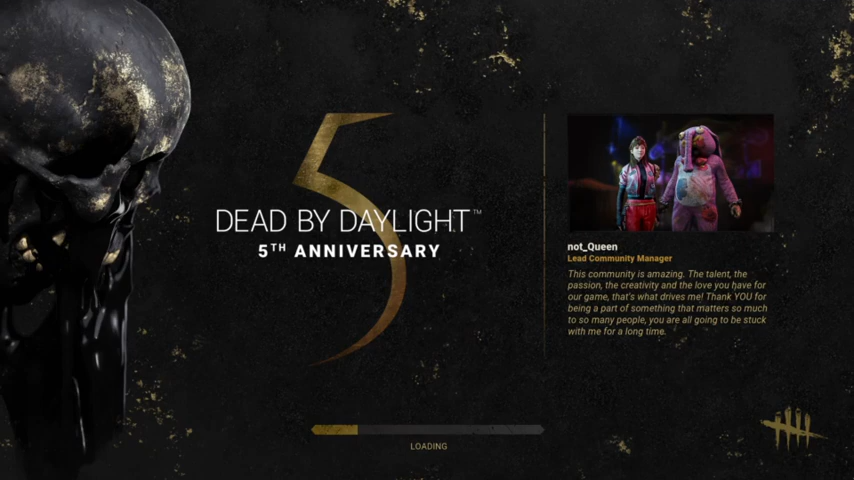 5
DEAD BY DAYLIGHT™
5TH ANNIVERSARY
not_Queen
Lead Community Manager
This community is amazing. The talent, the
passion, the creativity and the love you have for
our game, that's what drives me! Thank YOU for
being a part of something that matters so much
to so many people, you are all going to be stuck
with me for a long time.
LOADING